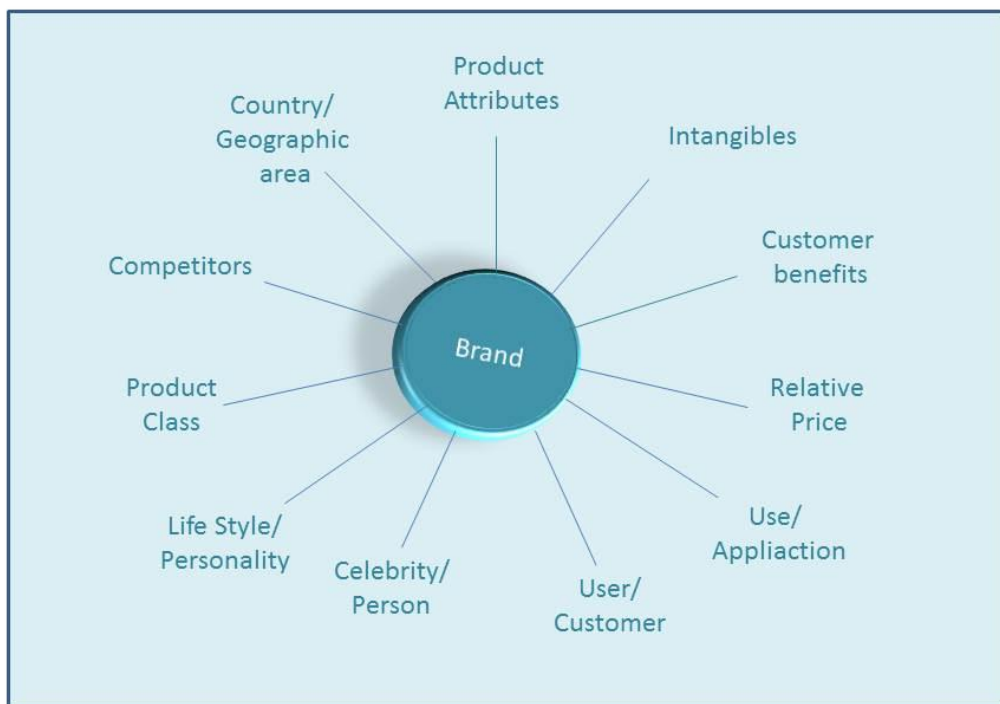 Product
Attributes
Intangibles
Customer
benefits
Relative
Price
Use/
Appliaction
User/
Customer
Celebrity/
Person
Life Style/
Personality
Product
Class
Competitors
Country/
Geographic
area
Brand